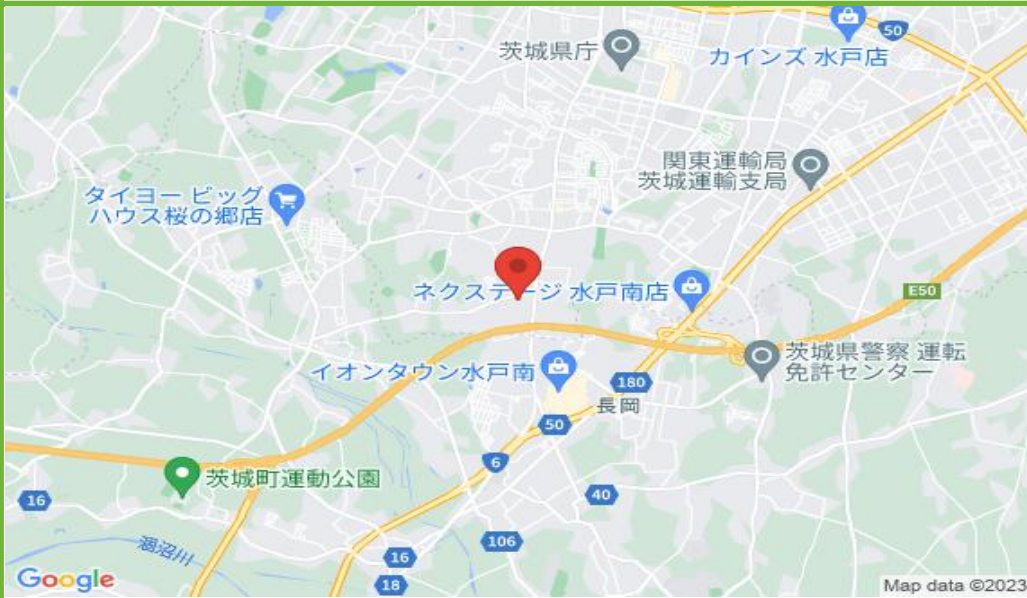 50
茨城県庁
カインズ 水戸店
関東運輸局
茨城運輸支局
タイヨー ビッグ
ハウス桜の郷店
ネクステージ 水戸南店
E50
茨城県警察 運転
免許センター
イオンタウン水戸南
180
長岡
50
6
茨城町運動公園
16
40
106
涸沼川
16
18
Google
Map data ©2023